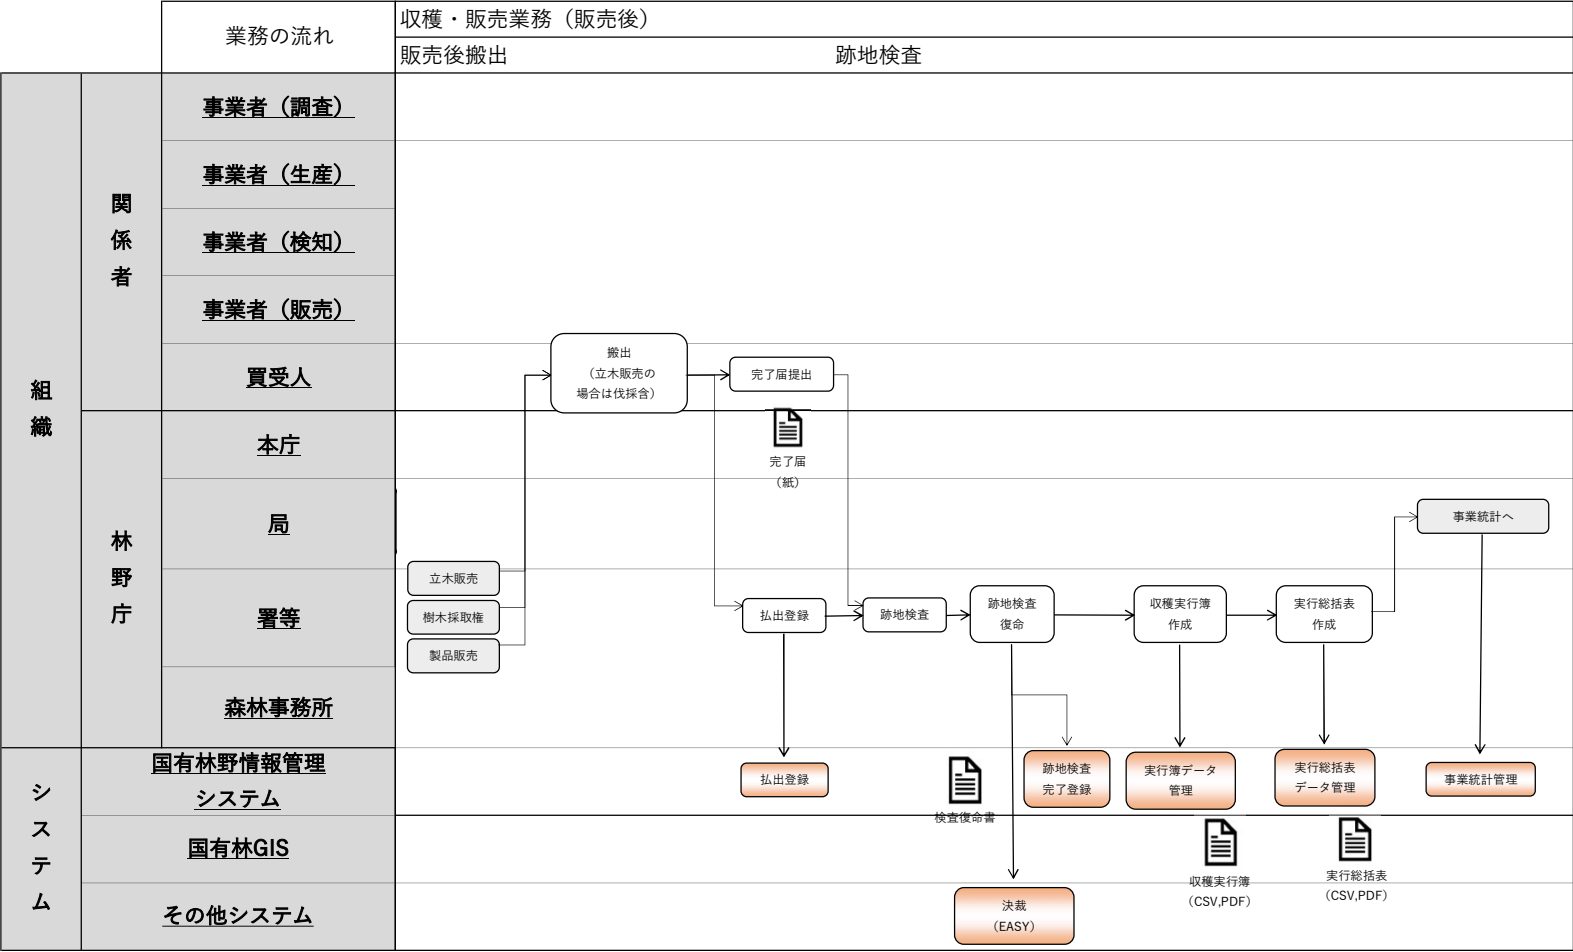 業務の流れ
収穫・販売業務（販売後）
販売後搬出
跡地検査
組
織
関
係
者
事業者（調査）
事業者（生産）
事業者（検知）
事業者（販売）
買受人
搬出
（立木販売の
場合は伐採含）
完了届提出
完了届
（紙）
林
野
庁
本庁
局
事業統計へ
署等
立木販売
樹木採取権
製品販売
払出登録
跡地検査
跡地検査
復命
収穫実行簿
作成
実行総括表
作成
森林事務所
シ
ス
テ
ム
国有林野情報管理
システム
払出登録
検査復命書
跡地検査
完了登録
実行簿データ
管理
実行総括表
データ管理
事業統計管理
国有林GIS
収穫実行簿
（CSV,PDF）
実行総括表
（CSV,PDF）
その他システム
決裁
（EASY）